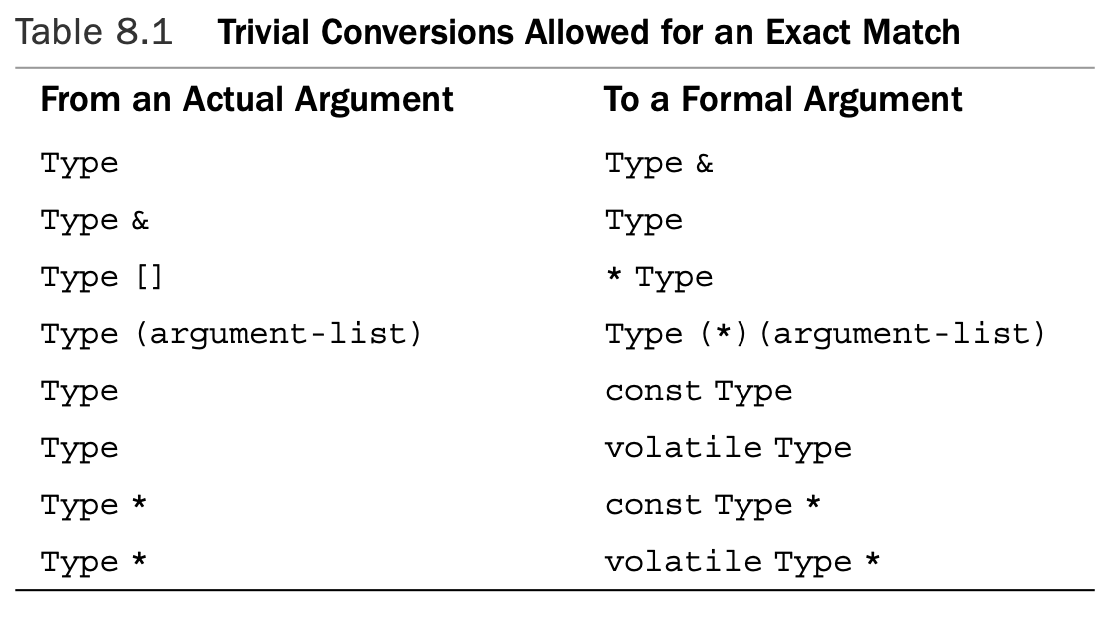 Table 8.1 Trivial Conversions Allowed for an Exact Match
From an Actual Argument To a Formal Argument
Type Type &
Type & Type
Type [] * Type
Type (argument-list) Type (*)(argument-list)
Type const Type
Type volatile Type
Type * const Type *
Type * volatile Type *